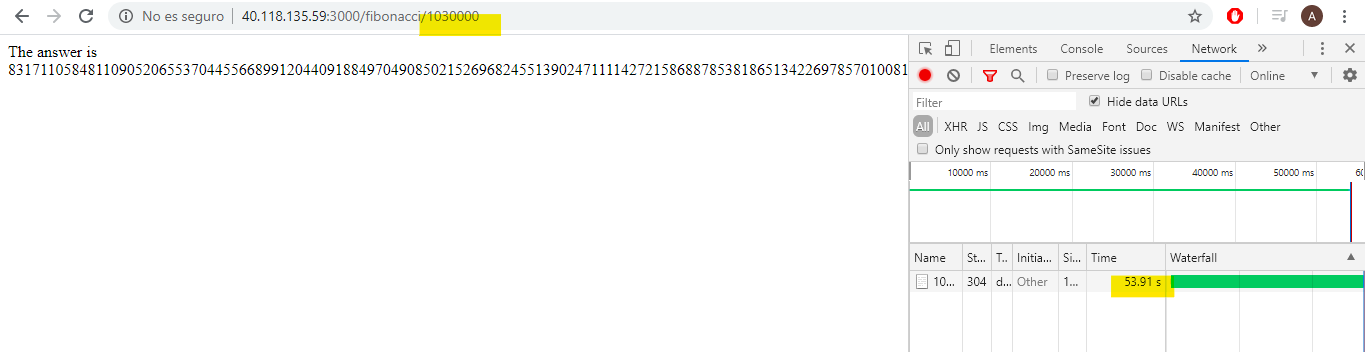 No es seguro 40.118.135.59:3000/fibonacci/1030000 A
The answer is
83171105848110905206553704455668991204409188497049085021526968245513902471111427215868878538186513422697857010081
Elements Console Sources Network »
Preserve log Disable cache Online
Filter Hide data URLs
All XHR JS CSS Img Media Font Doc WS Manifest Other
Only show requests with SameSite issues
10000 ms 20000 ms 30000 ms 40000 ms 50000 ms 60
Name St... T.. Initia... Si... Time Waterfall
10... 304 d... Other 1... 53.91 s